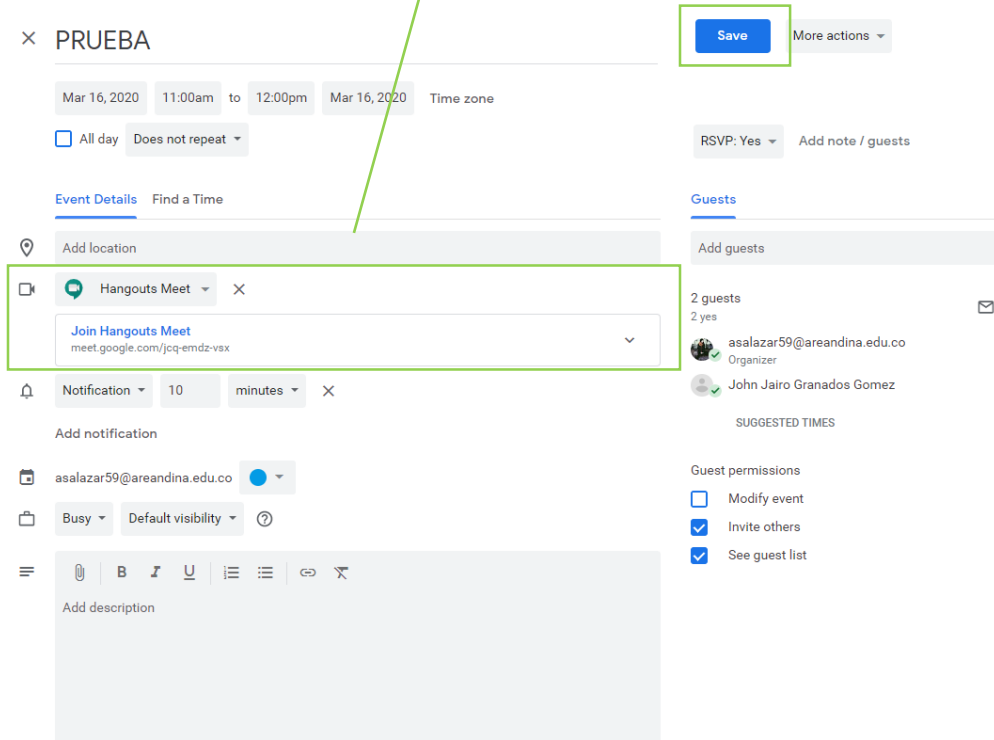 PRUEBA
Save
More actions
Mar 16, 2020 11:00am to 12:00pm Mar 16, 2020 Time zone
All day Does not repeat
RSVP: Yes Add note / guests
Event Details Find a Time
Guests
Add location
Add guests
Hangouts Meet
Join Hangouts Meet
meet.google.com/jcq-emdz-vsx
2 guests
2 yes
asalazar59@areandina.edu.co
Organizer
John Jairo Granados Gomez
SUGGESTED TIMES
Notification 10 minutes
Add notification
asalazar59@areandina.edu.co
Busy Default visibility
Guest permissions
Modify event
Invite others
See guest list
B I U
Add description